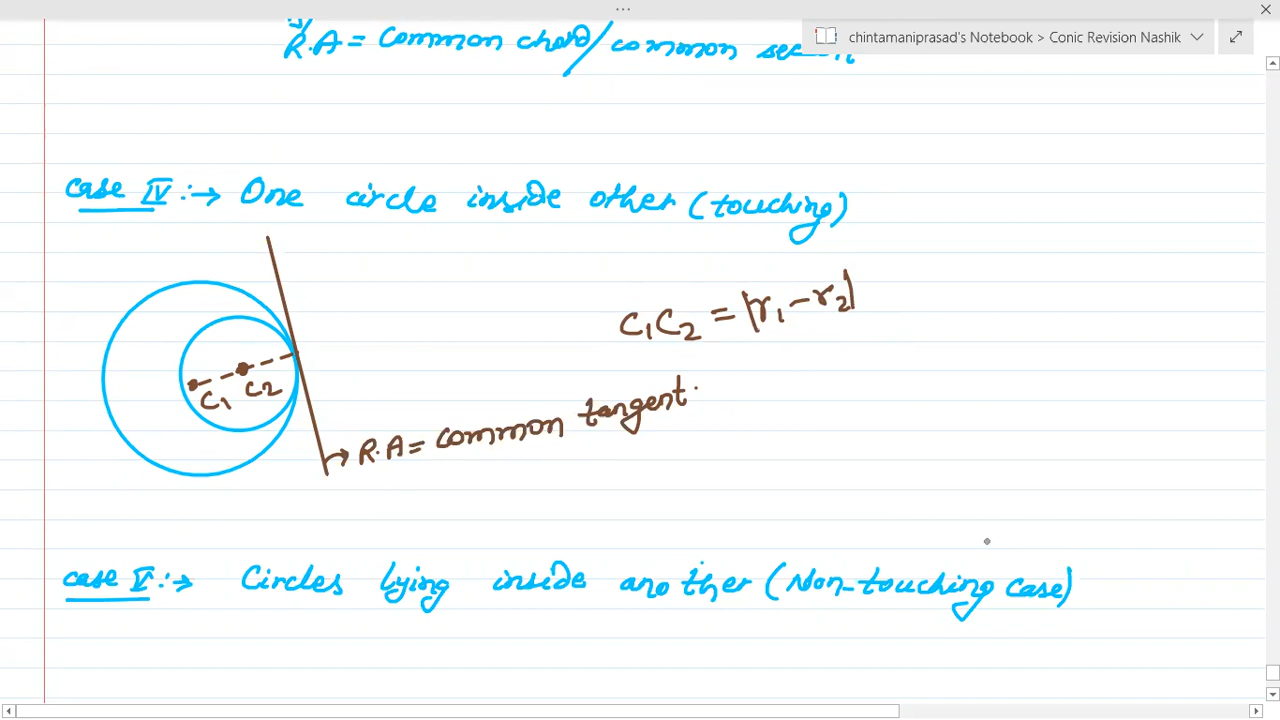 chintamaniprasad's Notebook > Conic Revision Nashik
R.A = common chord/common
case IV :→ One circle inside other (touching)
C1C2 = |r1 - r2|
C1 C2
→ R.A = common tangent.
case V :→ Circles lying inside another (Non-touching case)